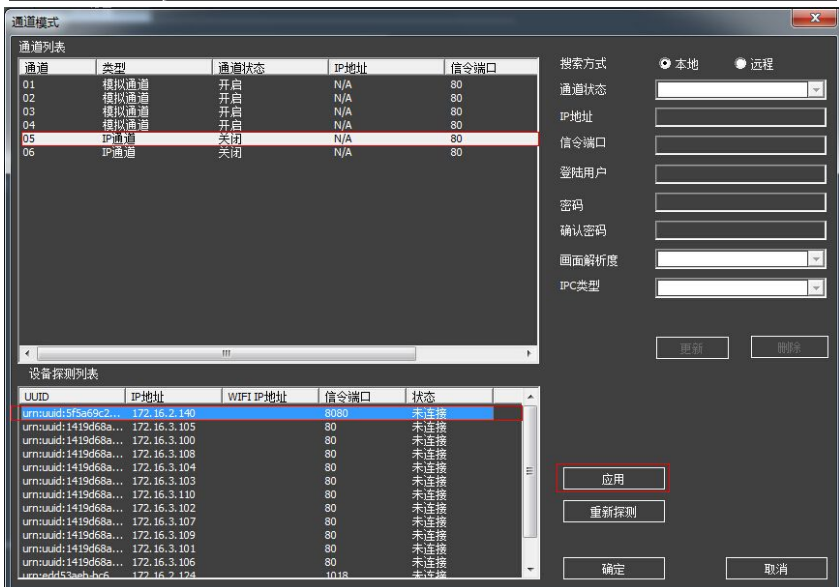 通道模式
通道列表
通道 类型 通道状态 IP地址 信令端口
01 模拟通道 开启 N/A 80
02 模拟通道 开启 N/A 80
03 模拟通道 开启 N/A 80
04 模拟通道 开启 N/A 80
05 IP通道 关闭 N/A 80
06 IP通道 关闭 N/A 80
搜索方式 本地 远程
通道状态
IP地址
信令端口
登陆用户
密码
确认密码
画面解析度
IPC类型
更新 删除
设备探测列表
UUID IP地址 WIFI IP地址 信令端口 状态
urn:uuid:5f5a69c2... 172.16.2.140 8080 未连接
urn:uuid:1419d68a... 172.16.3.105 80 未连接
urn:uuid:1419d68a... 172.16.3.100 80 未连接
urn:uuid:1419d68a... 172.16.3.108 80 未连接
urn:uuid:1419d68a... 172.16.3.104 80 未连接
urn:uuid:1419d68a... 172.16.3.103 80 未连接
urn:uuid:1419d68a... 172.16.3.110 80 未连接
urn:uuid:1419d68a... 172.16.3.102 80 未连接
urn:uuid:1419d68a... 172.16.3.107 80 未连接
urn:uuid:1419d68a... 172.16.3.109 80 未连接
urn:uuid:1419d68a... 172.16.3.101 80 未连接
urn:uuid:1419d68a... 172.16.3.106 80 未连接
urn:edd53aeb-bc6... 172.16.2.124 1018 未连接
应用
重新探测
确定 取消